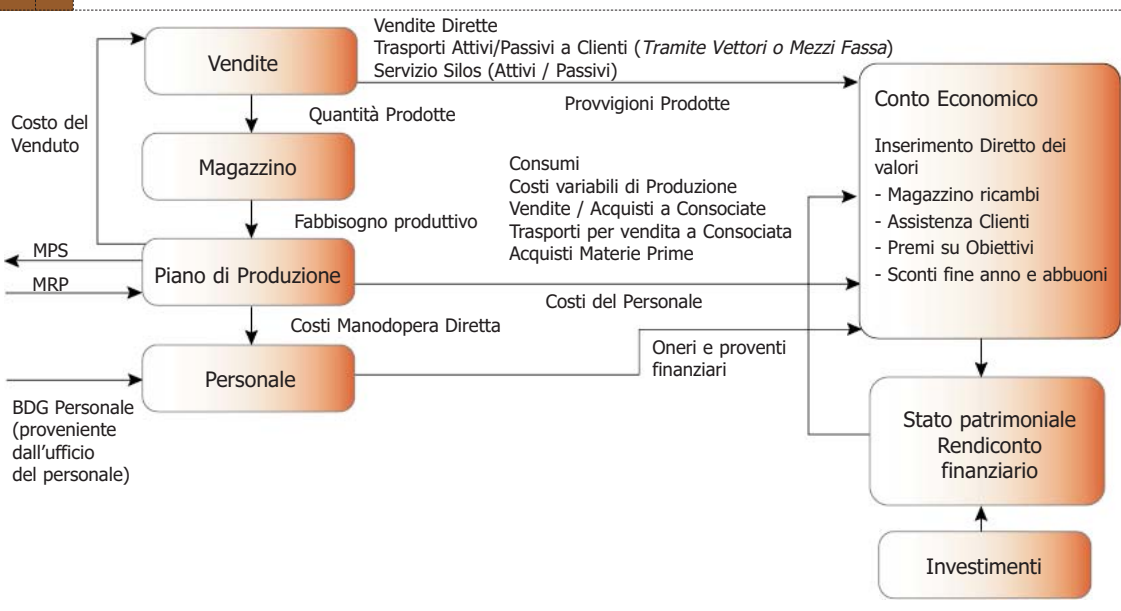 Vendite Dirette
Trasporti Attivi/Passivi a Clienti (Tramite Vettori o Mezzi Fassa)
Servizio Silos (Attivi / Passivi)
Vendite
Provvigioni Prodotte
Quantità Prodotte
Costo del
Venduto
Magazzino
Fabbisogno produttivo
Consumi
Costi variabili di Produzione
Vendite / Acquisti a Consociate
Trasporti per vendita a Consociata
Acquisti Materie Prime
Conto Economico
Inserimento Diretto dei
valori
- Magazzino ricambi
- Assistenza Clienti
- Premi su Obiettivi
- Sconti fine anno e abbuoni
MPS
MRP
Piano di Produzione
Costi del Personale
Costi Manodopera Diretta
Oneri e proventi
finanziari
Personale
BDG Personale
(proveniente
dall'ufficio
del personale)
Stato patrimoniale
Rendiconto
finanziario
Investimenti